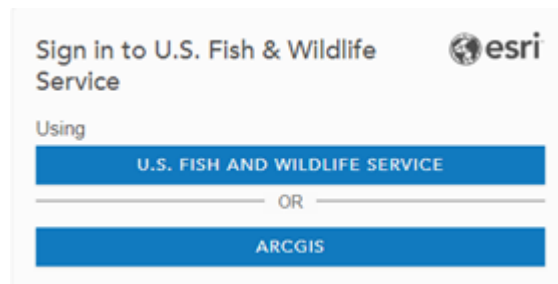 Sign in to U.S. Fish & Wildlife
Service
esri
Using
U.S. FISH AND WILDLIFE SERVICE
OR
ARCGIS